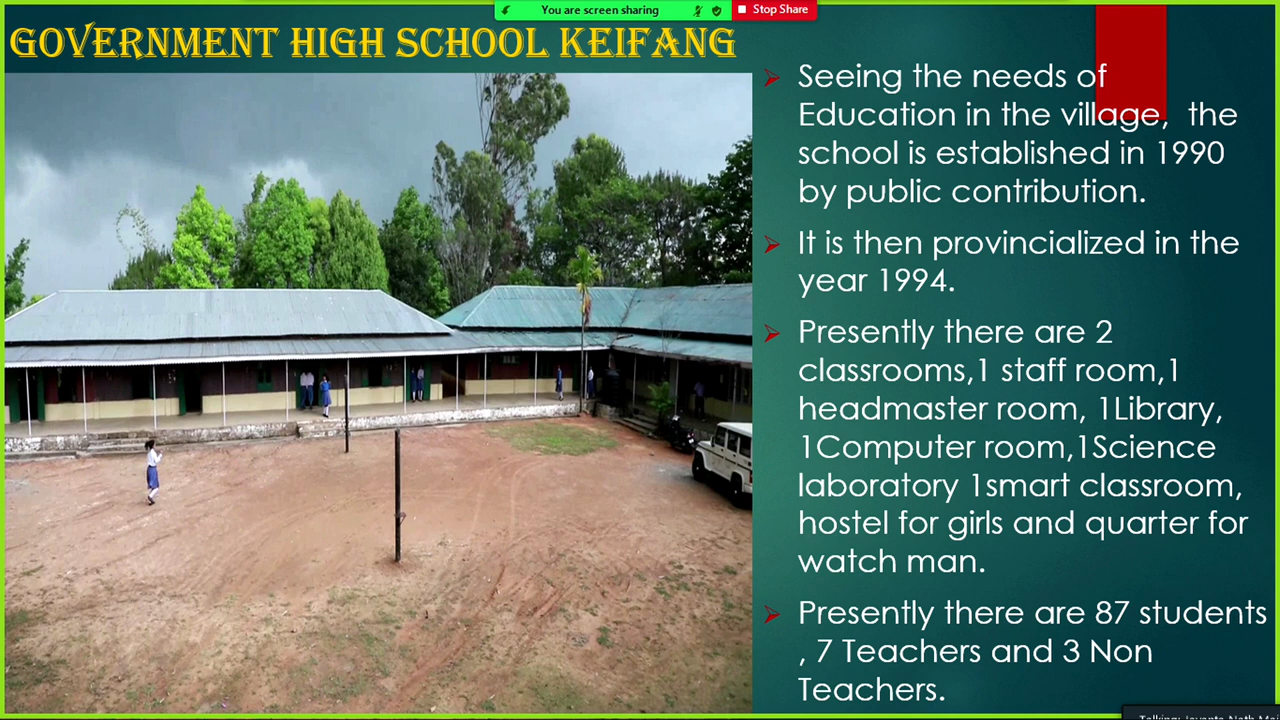 You are screen sharing
Stop Share
GOVERNMENT HIGH SCHOOL KEIFANG
Seeing the needs of
Education in the village, the
school is established in 1990
by public contribution.
It is then provincialized in the
year 1994.
Presently there are 2
classrooms,1 staff room,1
headmaster room, 1Library,
1Computer room,1Science
laboratory 1smart classroom,
hostel for girls and quarter for
watch man.
Presently there are 87 students
, 7 Teachers and 3 Non
Teachers.